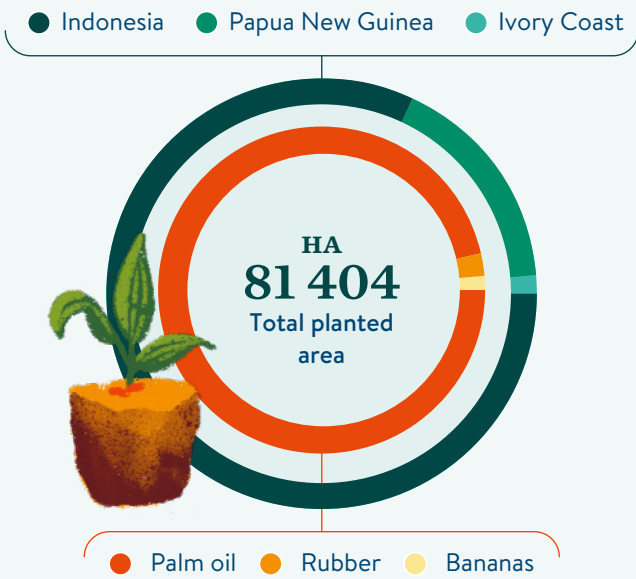 Indonesia Papua New Guinea Ivory Coast
HA
81 404
Total planted
area
Palm oil Rubber Bananas